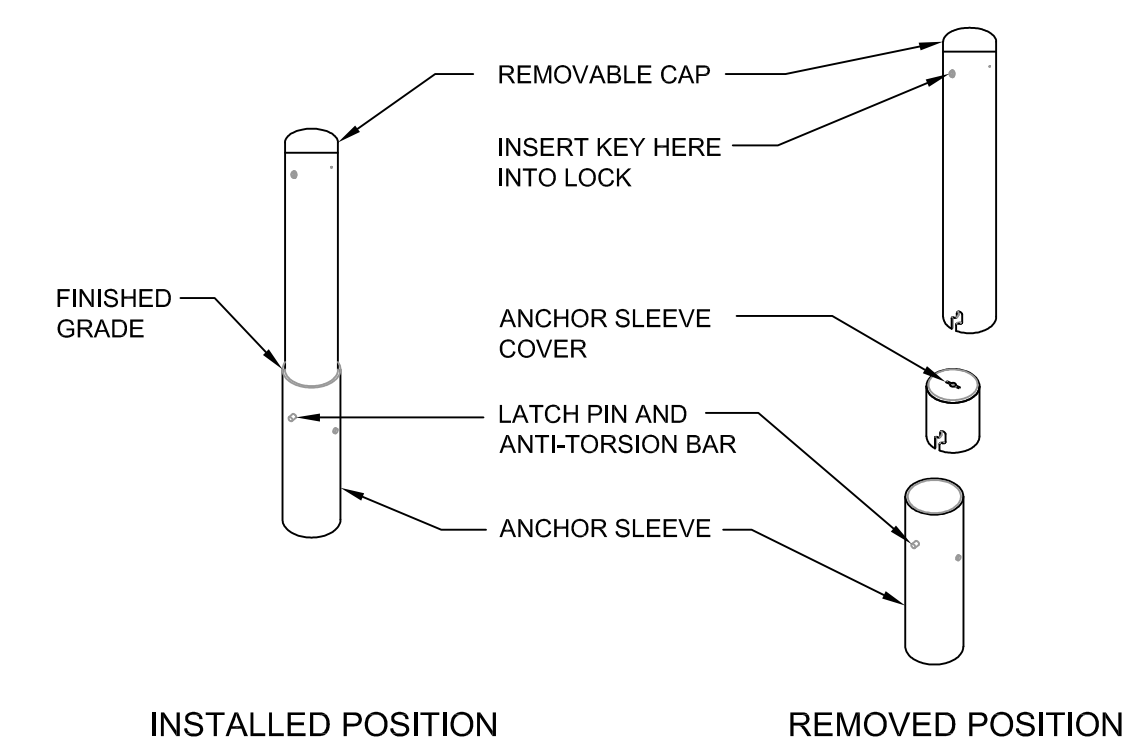 REMOVABLE CAP
INSERT KEY HERE
INTO LOCK
FINISHED
GRADE
ANCHOR SLEEVE
COVER
LATCH PIN AND
ANTI-TORSION BAR
ANCHOR SLEEVE
INSTALLED POSITION
REMOVED POSITION